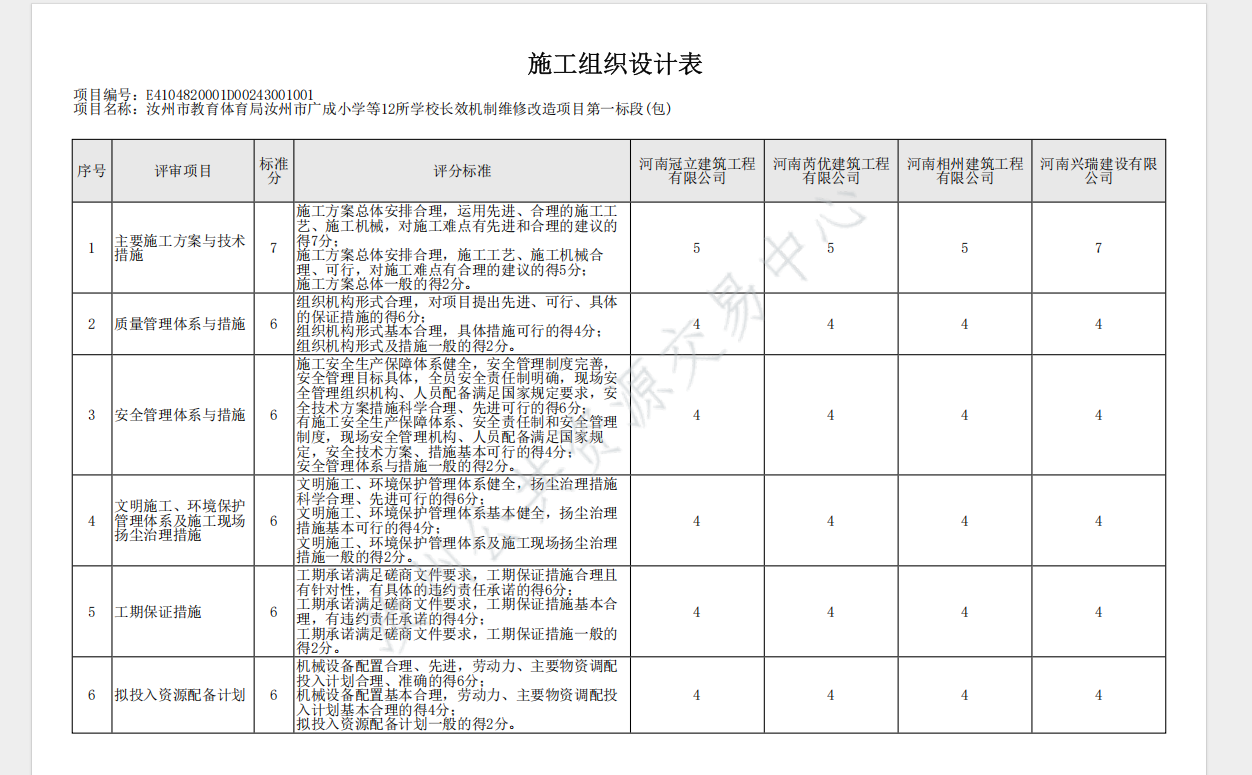 施工组织设计表
项目编号：E4104820001D00243001001
项目名称：汝州市教育体育局汝州市广成小学等12所学校长效机制维修改造项目第一标段(包)
序号
评审项目
标准
分
评分标准
河南冠立建筑工程
有限公司
河南芮优建筑工程
有限公司
河南相州建筑工程
有限公司
河南兴瑞建设有限
公司
1
主要施工方案与技术
措施
7
施工方案总体安排合理，运用先进、合理的施工工
艺、施工机械，对施工难点有先进和合理的建议的
得7分；
施工方案总体安排合理，施工工艺、施工机械合
理、可行，对施工难点有合理的建议的得5分；
施工方案总体一般的得2分。
5
5
5
7
2
质量管理体系与措施
6
组织机构形式合理，对项目提出先进、可行、具体
的保证措施的得6分；
组织机构形式基本合理，具体措施可行的得4分；
组织机构形式及措施一般的得2分。
4
4
4
4
3
安全管理体系与措施
6
施工安全生产保障体系健全，安全管理制度完善，
安全管理目标具体，全员安全责任制明确，现场安
全管理组织机构、人员配备满足国家规定要求，安
全技术方案措施科学合理、先进可行的得6分；
有施工安全生产保障体系、安全责任制和安全管理
制度，现场安全管理机构、人员配备满足国家规
定，安全技术方案、措施基本可行的得4分；
安全管理体系与措施一般的得2分。
4
4
4
4
4
文明施工、环境保护
管理体系及施工现场
扬尘治理措施
6
文明施工、环境保护管理体系健全，扬尘治理措施
科学合理、先进可行的得6分；
文明施工、环境保护管理体系基本健全，扬尘治理
措施基本可行的得4分；
文明施工、环境保护管理体系及施工现场扬尘治理
措施一般的得2分。
4
4
4
4
5
工期保证措施
6
工期承诺满足磋商文件要求，工期保证措施合理且
有针对性，有具体的违约责任承诺的得6分；
工期承诺满足磋商文件要求，工期保证措施基本合
理，有违约责任承诺的得4分；
工期承诺满足磋商文件要求，工期保证措施一般的
得2分。
4
4
4
4
6
拟投入资源配备计划
6
机械设备配置合理、先进，劳动力、主要物资调配
投入计划合理、准确的得6分；
机械设备配置基本合理，劳动力、主要物资调配投
入计划基本合理的得4分；
拟投入资源配备计划一般的得2分。
4
4
4
4
汝州公共资源交易中心